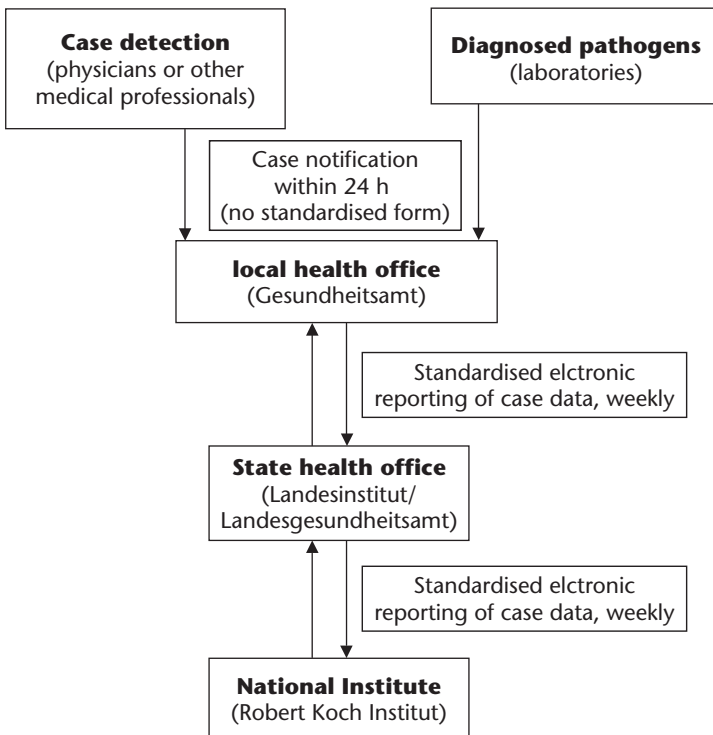 Case detection
(physicians or other
medical professionals)
Diagnosed pathogens
(laboratories)
Case notification
within 24 h
(no standardised form)
local health office
(Gesundheitsamt)
Standardised elctronic
reporting of case data, weekly
State health office
(Landesinstitut/
Landesgesundheitsamt)
Standardised elctronic
reporting of case data, weekly
National Institute
(Robert Koch Institut)